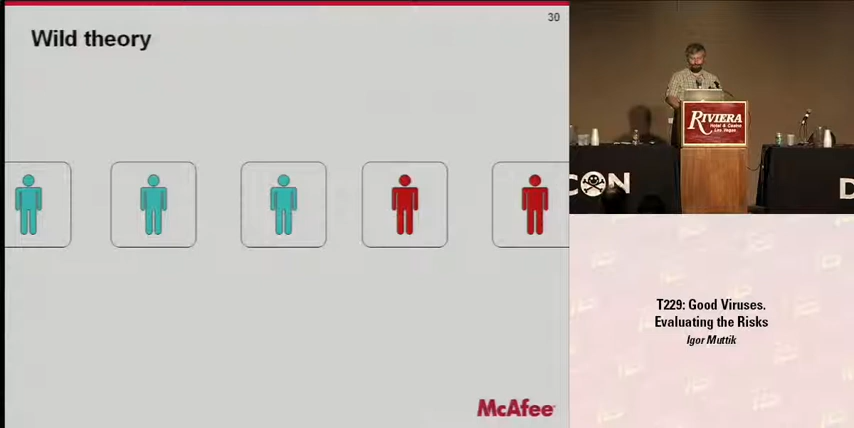 30
Wild theory
McAfee
RIVIERA
Hotel & Casino
Las Vegas
CON
D
T229: Good Viruses.
Evaluating the Risks
Igor Muttik